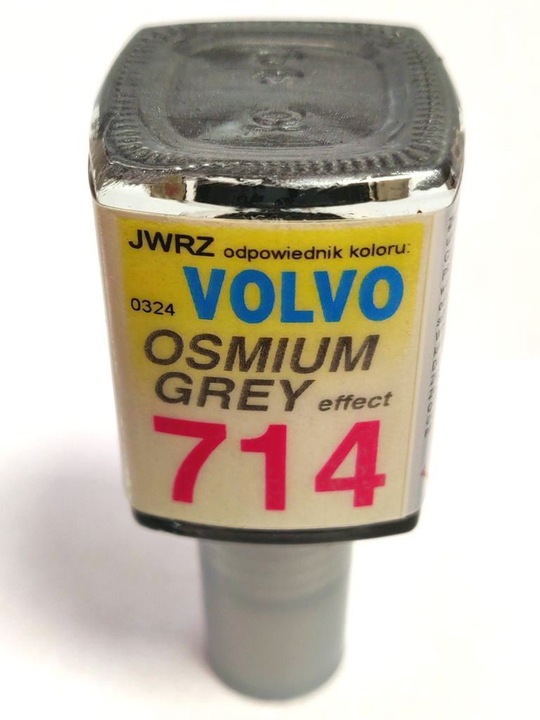 JWRZ odpowiednik koloru:
0324 VOLVO
OSMIUM
GREY effect
714